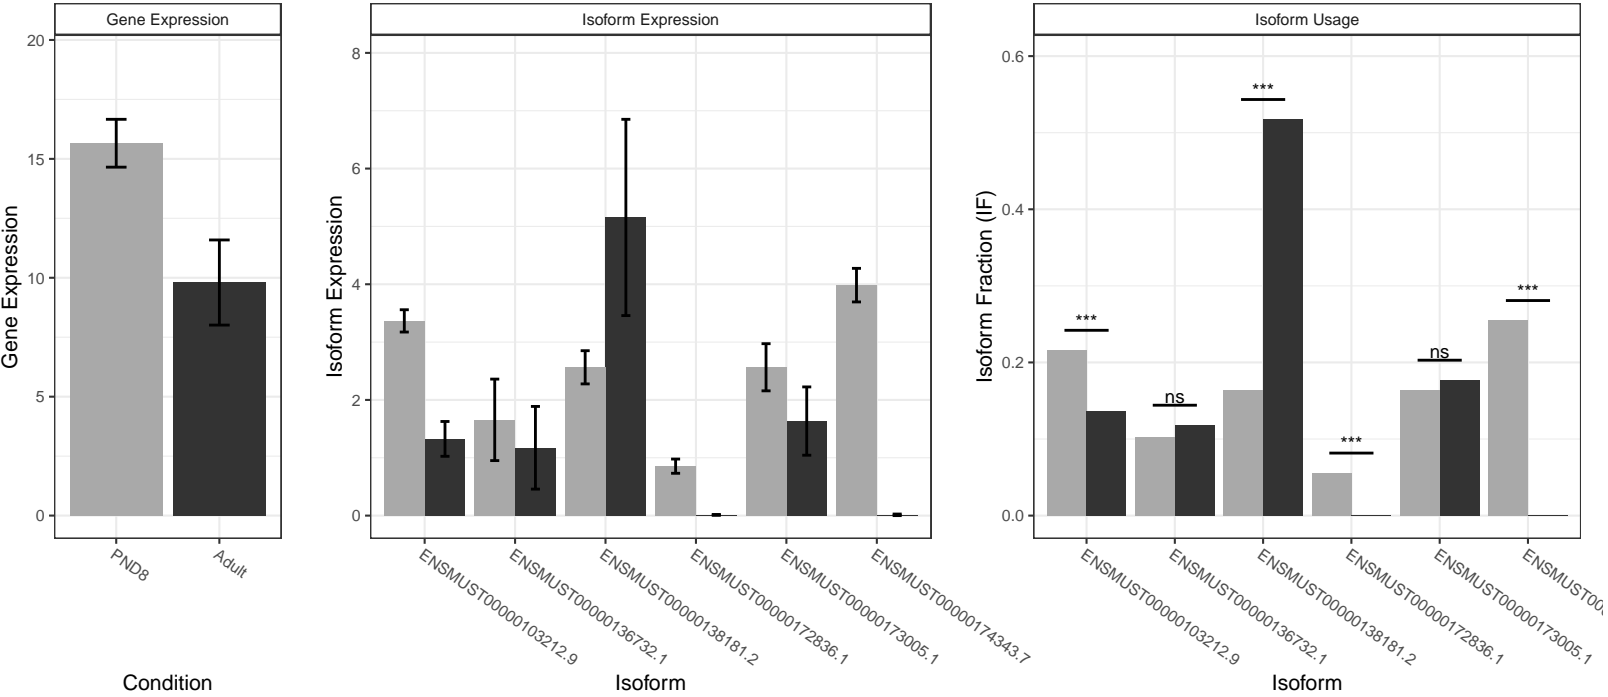 Gene Expression
Isoform Expression
Isoform Usage
Gene Expression
20
15
10
5
0
PND8
Adult
Condition
Isoform Expression
8
6
4
2
0
ENSMUST00000103212.9
ENSMUST00000136732.1
ENSMUST00000138181.2
ENSMUST00000172836.1
ENSMUST00000173005.1
ENSMUST00000174343.7
Isoform
Isoform Fraction (IF)
0.6
0.4
0.2
0.0
***
ns
***
***
ns
***
ENSMUST00000103212.9
ENSMUST00000136732.1
ENSMUST00000138181.2
ENSMUST00000172836.1
ENSMUST00000173005.1
Isoform